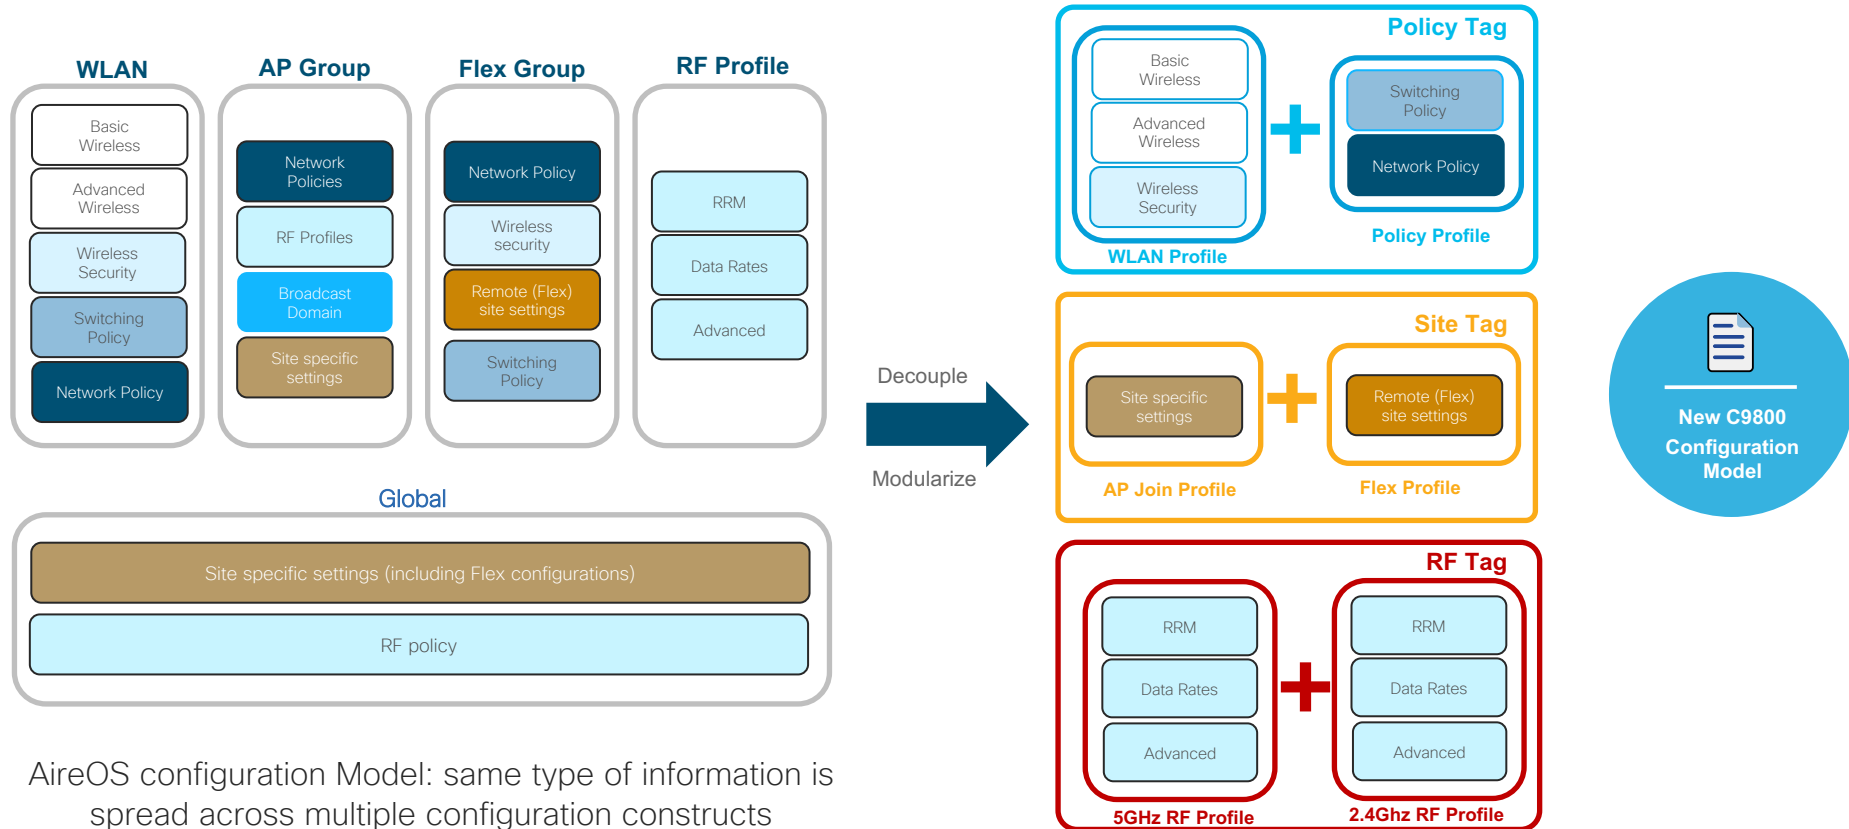 WLAN
Basic
Wireless
Advanced
Wireless
Wireless
Security
Switching
Policy
Network Policy
AP Group
Network
Policies
RF Profiles
Broadcast
Domain
Site specific
settings
Flex Group
Network Policy
Wireless
security
Remote (Flex)
site settings
Switching
Policy
RF Profile
RRM
Data Rates
Advanced
Global
Site specific settings (including Flex configurations)
RF policy
AireOS configuration Model: same type of information is
spread across multiple configuration constructs
Decouple
Modularize
Policy Tag
Basic
Wireless
Advanced
Wireless
Wireless
Security
WLAN Profile
Switching
Policy
Network Policy
Policy Profile
Site Tag
Site specific
settings
AP Join Profile
Remote (Flex)
site settings
Flex Profile
RF Tag
RRM
Data Rates
Advanced
5GHz RF Profile
RRM
Data Rates
Advanced
2.4Ghz RF Profile
New C9800
Configuration
Model